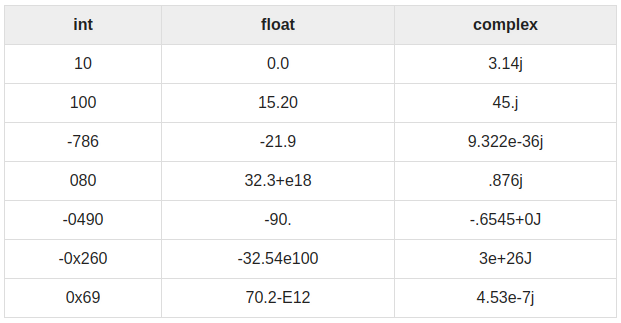 int float complex
10 0.0 3.14j
100 15.20 45.j
-786 -21.9 9.322e-36j
080 32.3+e18 .876j
-0490 -90. -.6545+0J
-0x260 -32.54e100 3e+26J
0x69 70.2-E12 4.53e-7j